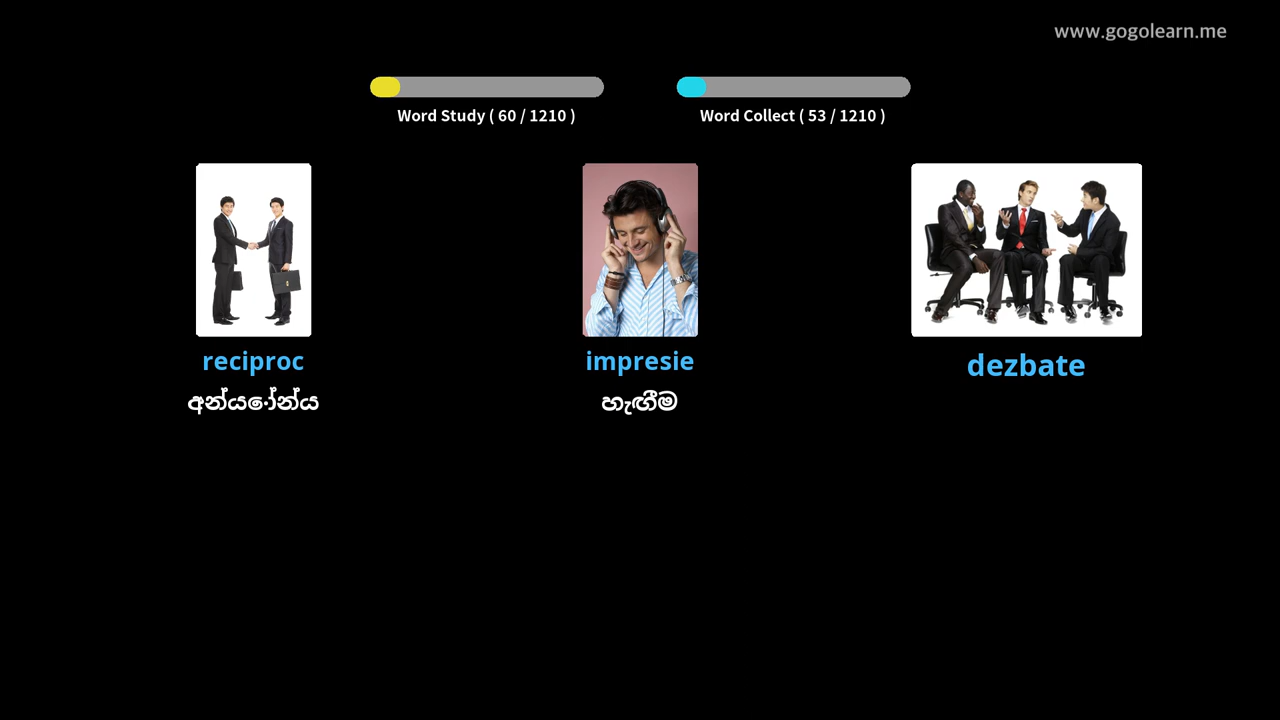 www.gogolearn.me
Word Study ( 60 / 1210 )
Word Collect ( 53 / 1210 )
reciproc
impresie
dezbate
අන්‍යෝන්‍ය
හැඟීම